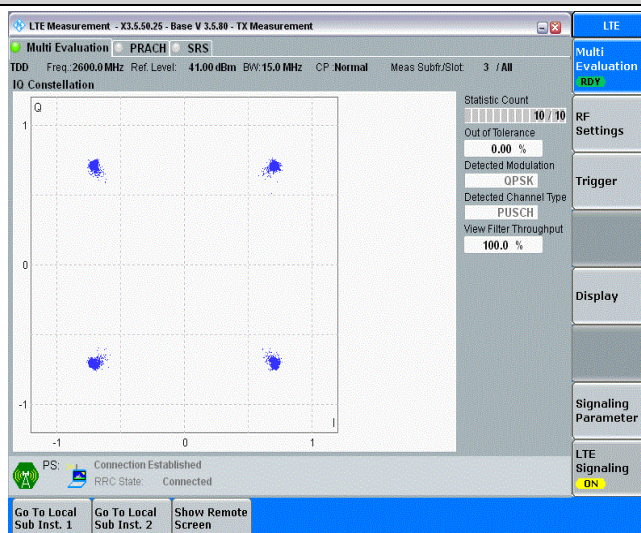 LTE Measurement - X3.5.50.25 - Base V 3.5.80 - TX Measurement
LTE
Multi Evaluation PRACH SRS
TDD Freq.:2600.0 MHz Ref. Level: 41.00 dBm BW:15.0 MHz CP :Normal Meas Subfr./Slot: 3 / All
IQ Constellation
Q
1
0
-1
I
-1 0 1
Statistic Count
10 / 10
Out of Tolerance
0.00 %
Detected Modulation
QPSK
Detected Channel Type
PUSCH
View Filter Throughput
100.0 %
PS: Connection Established
RRC State: Connected
Multi
Evaluation
RDY
RF
Settings
Trigger
Display
Signaling
Parameter
LTE
Signaling
ON
Go To Local
Sub Inst. 1
Go To Local
Sub Inst. 2
Show Remote
Screen